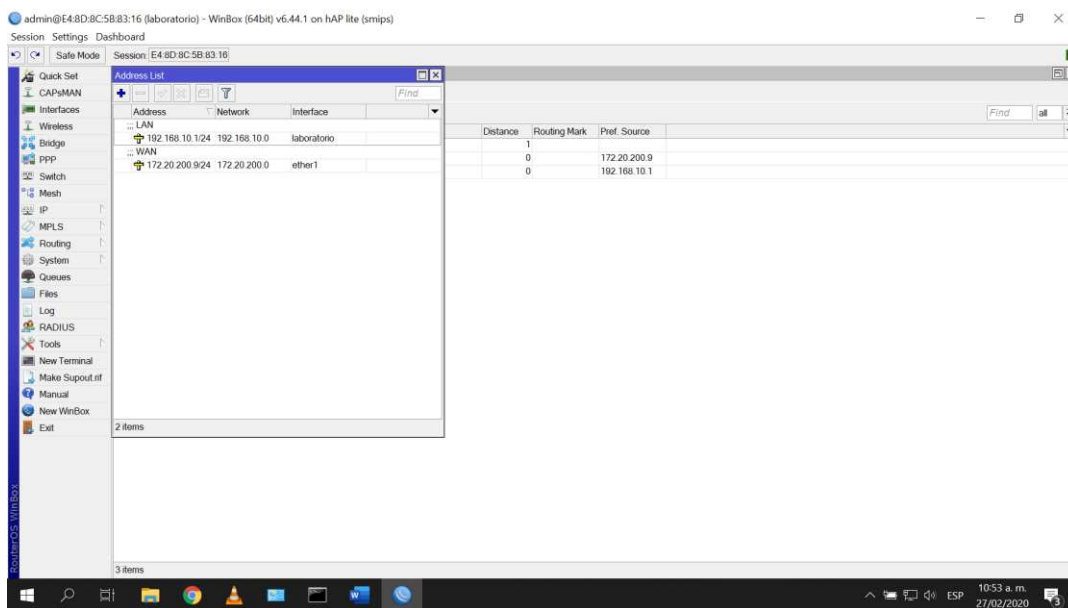 admin@E4:8D:8C:5B:83:16 (laboratorio) - WinBox (64bit) v6.44.1 on hAP lite (smips)
Session Settings Dashboard
Safe Mode Session: E4:8D:8C:5B:83:16
Quick Set
CAPsMAN
Interfaces
Wireless
Bridge
PPP
Switch
Mesh
IP
MPLS
Routing
System
Queues
Files
Log
RADIUS
Tools
New Terminal
Make Supout.rif
Manual
New WinBox
Exit
RouterOS WinBox
Address List
Find
Address Network Interface
;;; LAN
192.168.10.1/24 192.168.10.0 laboratorio
;;; WAN
172.20.200.9/24 172.20.200.0 ether1
2 items
Find all
Distance Routing Mark Pref. Source
1
0 172.20.200.9
0 192.168.10.1
3 items
ESP
10:53 a. m.
27/02/2020